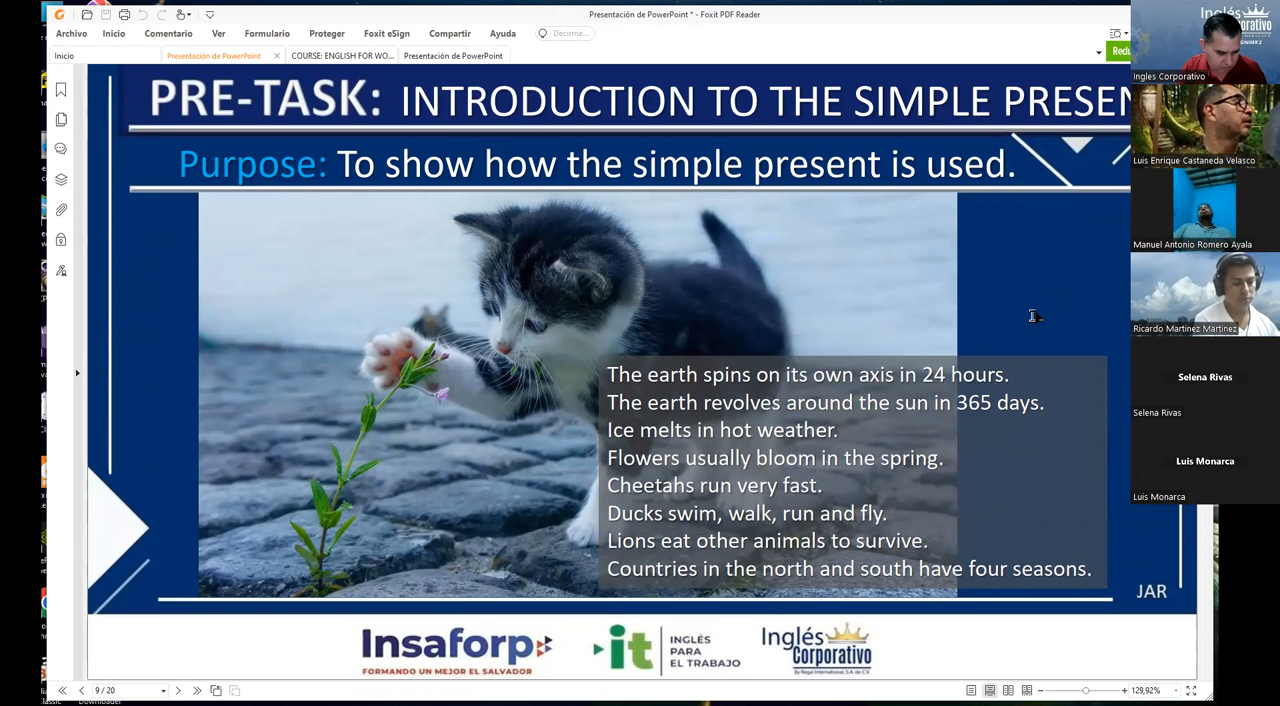 Presentación de PowerPoint * - Foxit PDF Reader
Archivo Inicio Comentario Ver Formulario Proteger Foxit eSign Compartir Ayuda Decirme...
Inicio Presentación de PowerPoint COURSE: ENGLISH FOR WO... Presentación de PowerPoint
PRE-TASK: INTRODUCTION TO THE SIMPLE PRESEN
Purpose: To show how the simple present is used.
The earth spins on its own axis in 24 hours.
The earth revolves around the sun in 365 days.
Ice melts in hot weather.
Flowers usually bloom in the spring.
Cheetahs run very fast.
Ducks swim, walk, run and fly.
Lions eat other animals to survive.
Countries in the north and south have four seasons.
JAR
Insaforp
FORMANDO UN MEJOR EL SALVADOR
it
INGLÉS
PARA
EL TRABAJO
Inglés
Corporativo
By Regal International, S.A. de C.V.
9 / 20
129,92%
Inglés
Ingles Corporativo
Luis Enrique Castaneda Velasco
Manuel Antonio Romero Ayala
Ricardo Martinez Martinez
Selena Rivas
Selena Rivas
Luis Monarca
Luis Monarca